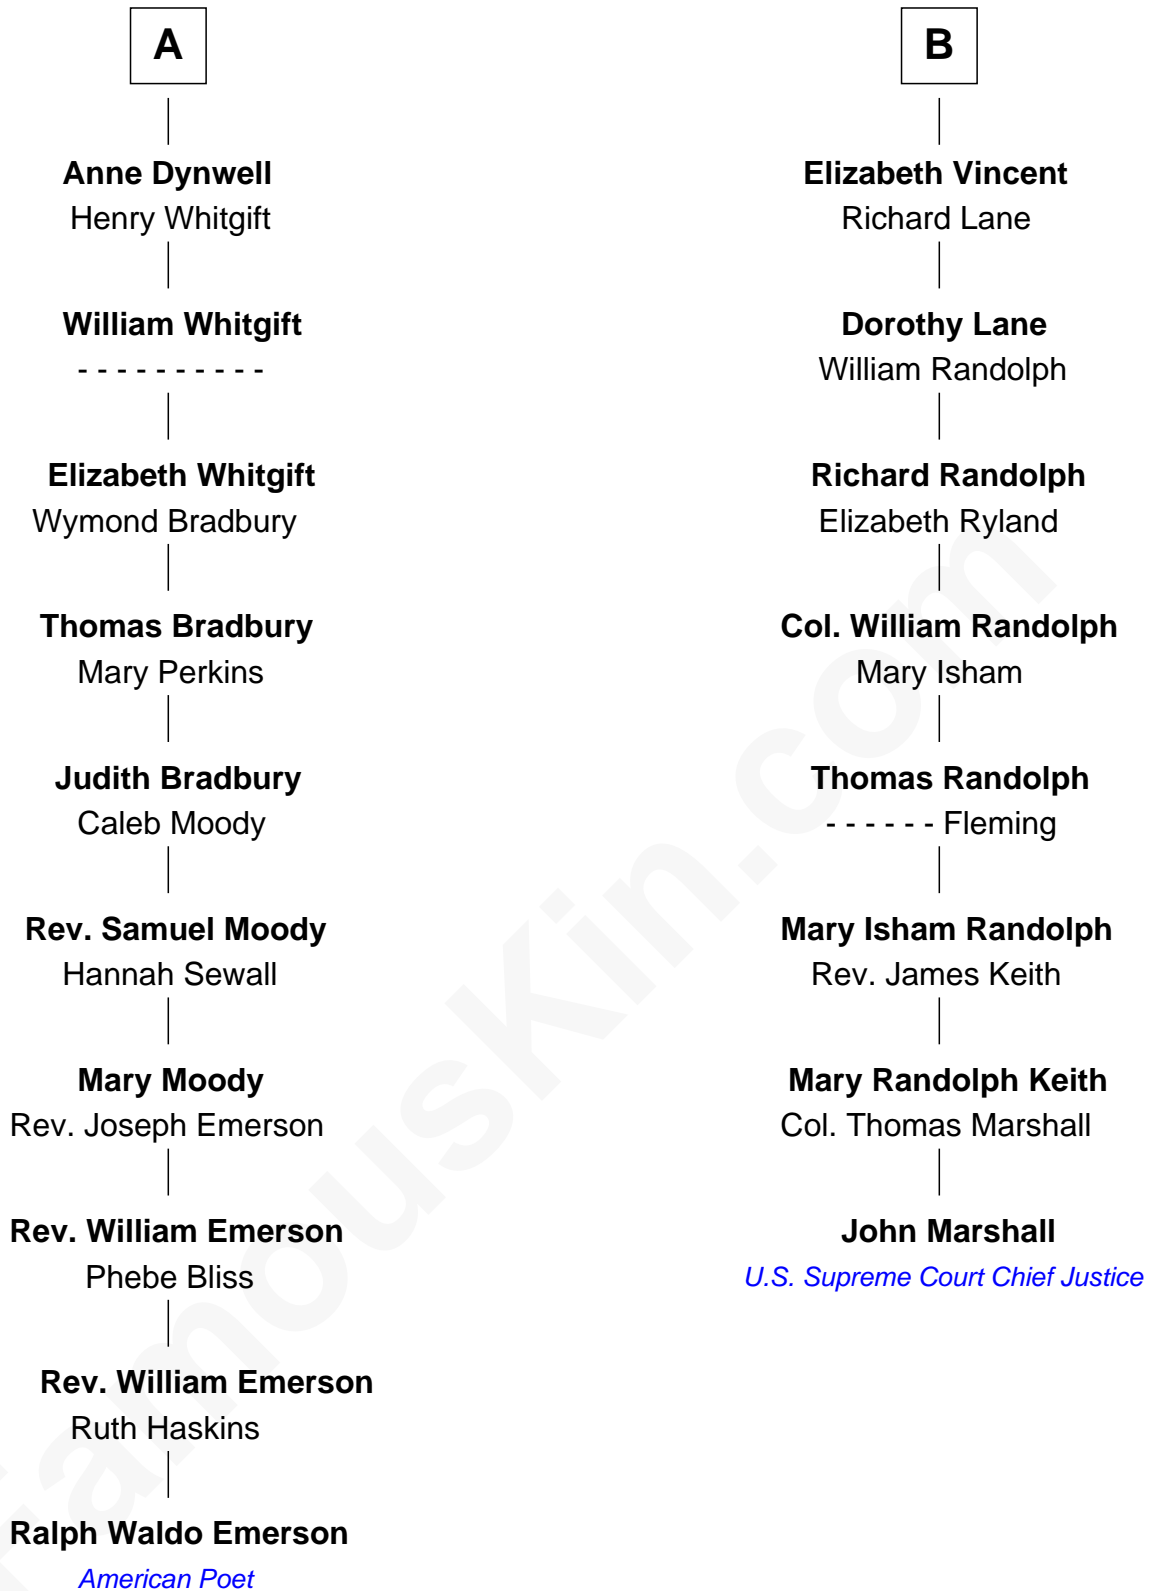 A
Anne Dynwell
Henry Whitgift
William Whitgift
- - - - - - - - - -
Elizabeth Whitgift
Wymond Bradbury
Thomas Bradbury
Mary Perkins
Judith Bradbury
Caleb Moody
Rev. Samuel Moody
Hannah Sewall
Mary Moody
Rev. Joseph Emerson
Rev. William Emerson
Phebe Bliss
Rev. William Emerson
Ruth Haskins
Ralph Waldo Emerson
American Poet
B
Elizabeth Vincent
Richard Lane
Dorothy Lane
William Randolph
Richard Randolph
Elizabeth Ryland
Col. William Randolph
Mary Isham
Thomas Randolph
- - - - - - Fleming
Mary Isham Randolph
Rev. James Keith
Mary Randolph Keith
Col. Thomas Marshall
John Marshall
U.S. Supreme Court Chief Justice
FamousKin.com